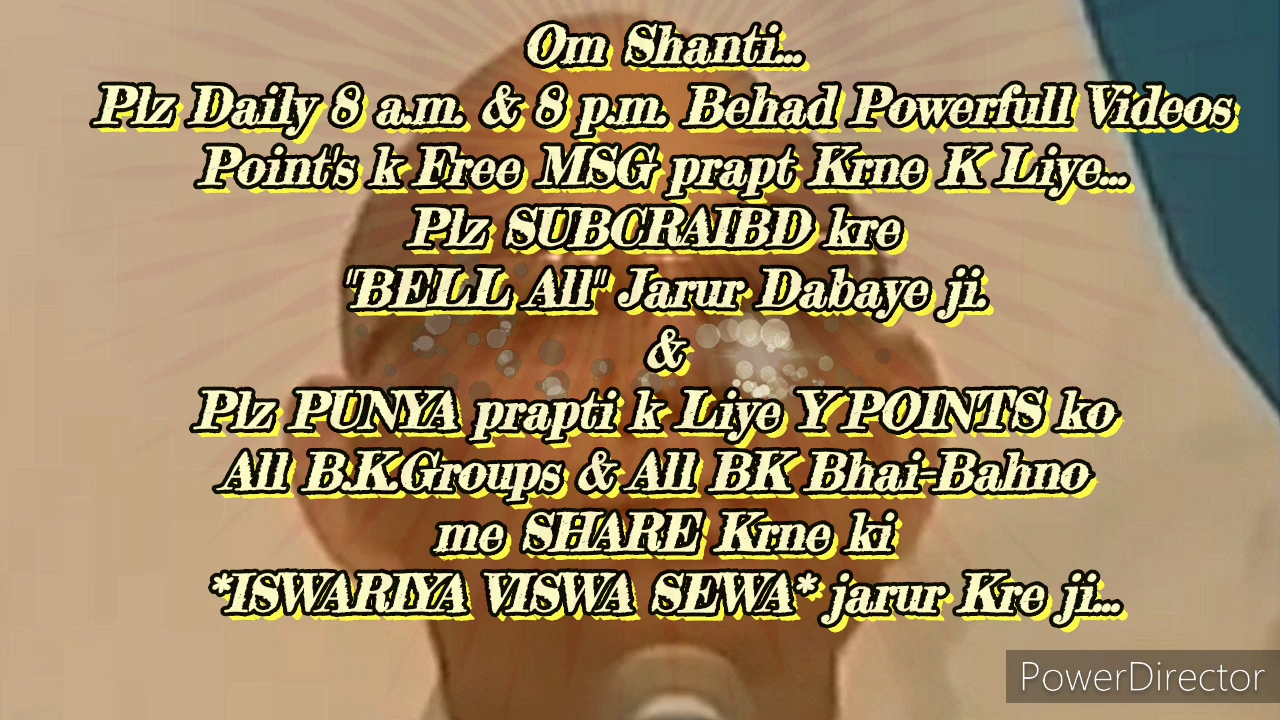 Om Shanti...
Plz Daily 8 a.m. & 8 p.m. Behad Powerfull Videos
Point's k Free MSG prapt Krne K Liye...
Plz SUBCRAIBD kre
"BELL All" Jarur Dabaye ji.
&
Plz PUNYA prapti k Liye Y POINTS ko
All B.K.Groups & All BK Bhai-Bahno
me SHARE Krne ki
*ISWARIYA VISWA SEWA* jarur Kre ji...
PowerDirector